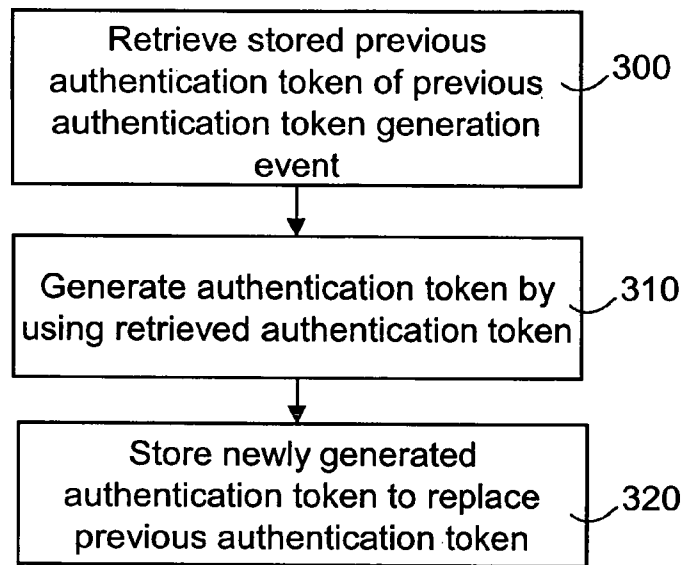 Retrieve stored previous
authentication token of previous
authentication token generation
event
300
Generate authentication token by
using retrieved authentication token
310
Store newly generated
authentication token to replace
previous authentication token
320